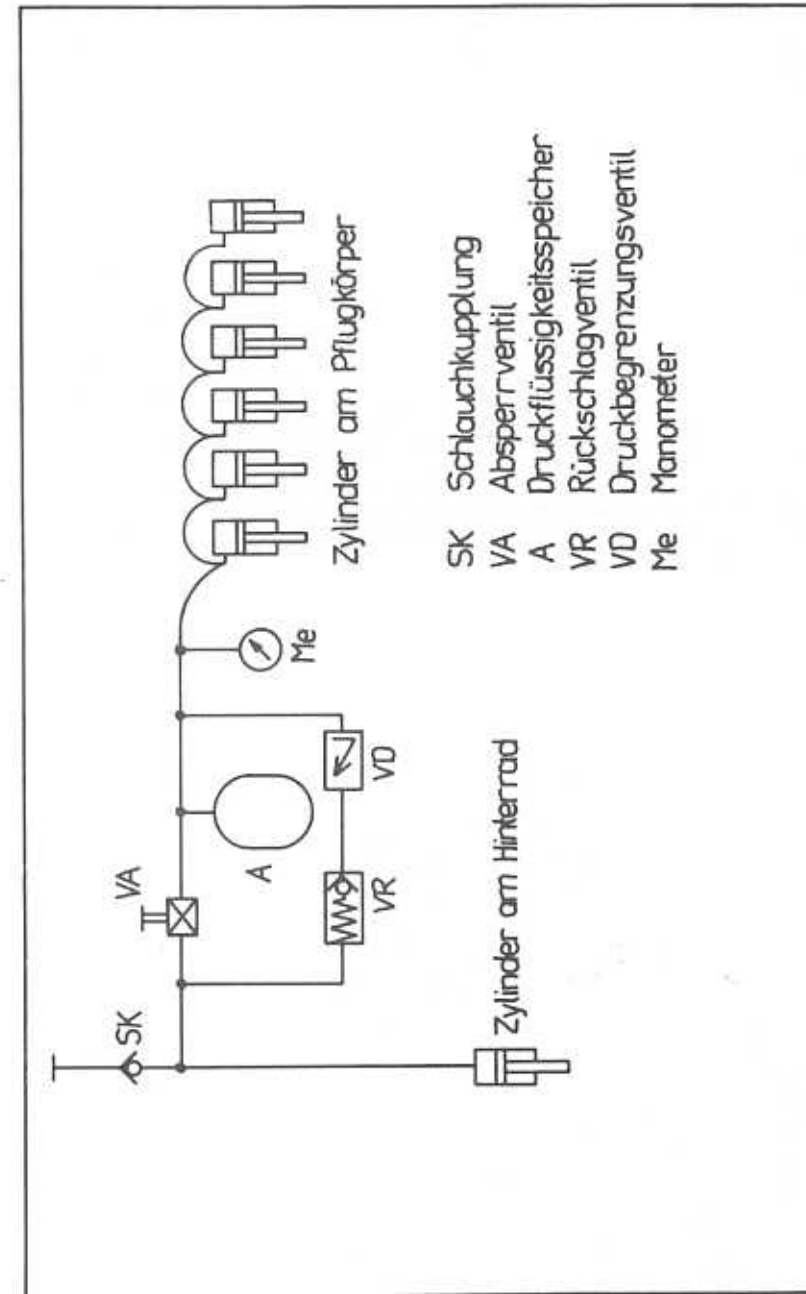 SK
VA
A
VR
VD
Me
Zylinder am Pflugkörper
Zylinder am Hinterrad
SK Schlauchkupplung
VA Absperrventil
A Druckflüssigkeitsspeicher
VR Rückschlagventil
VD Druckbegrenzungsventil
Me Manometer